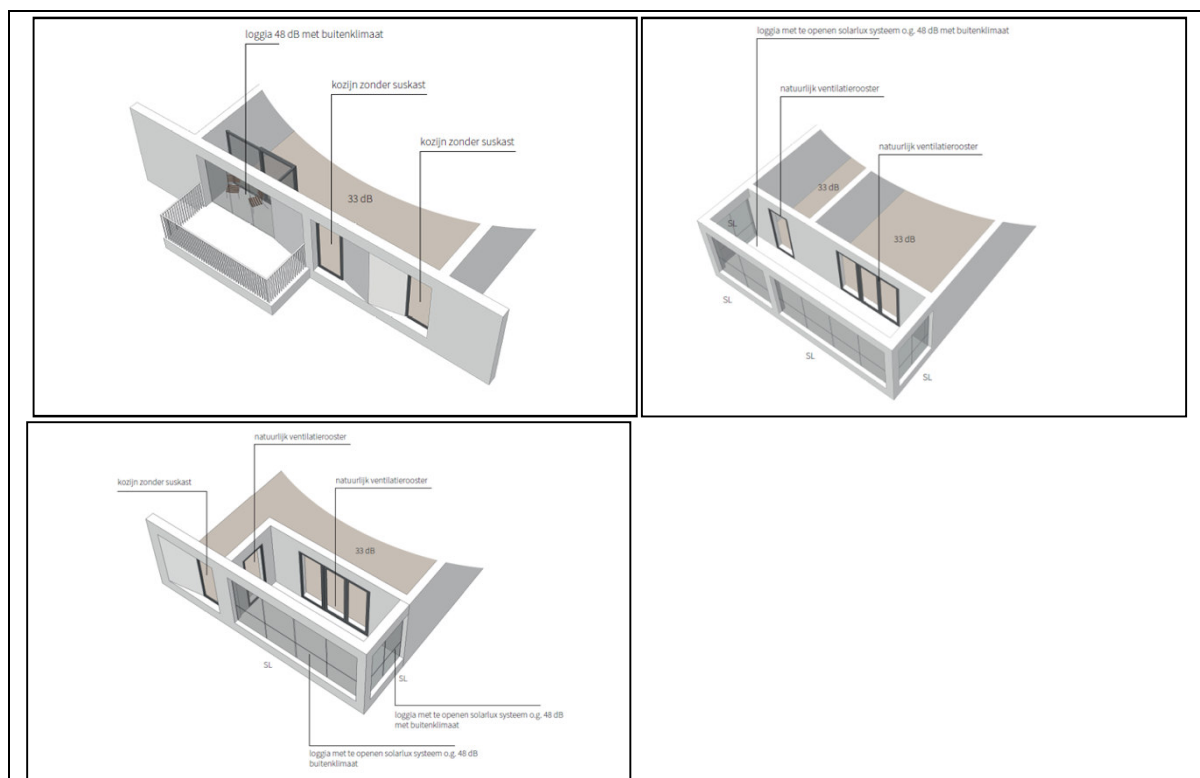 loggia 48 dB met buitenklimaat
kozijn zonder suskast
kozijn zonder suskast
33 dB
loggia met te openen solarlux systeem o.g. 48 dB met buitenklimaat
natuurlijk ventilatierooster
natuurlijk ventilatierooster
33 dB
33 dB
SL
SL
SL
SL
natuurlijk ventilatierooster
kozijn zonder suskast
natuurlijk ventilatierooster
33 dB
SL
SL
loggia met te openen solarlux systeem o.g. 48 dB
met buitenklimaat
loggia met te openen solarlux systeem o.g. 48 dB
buitenklimaat